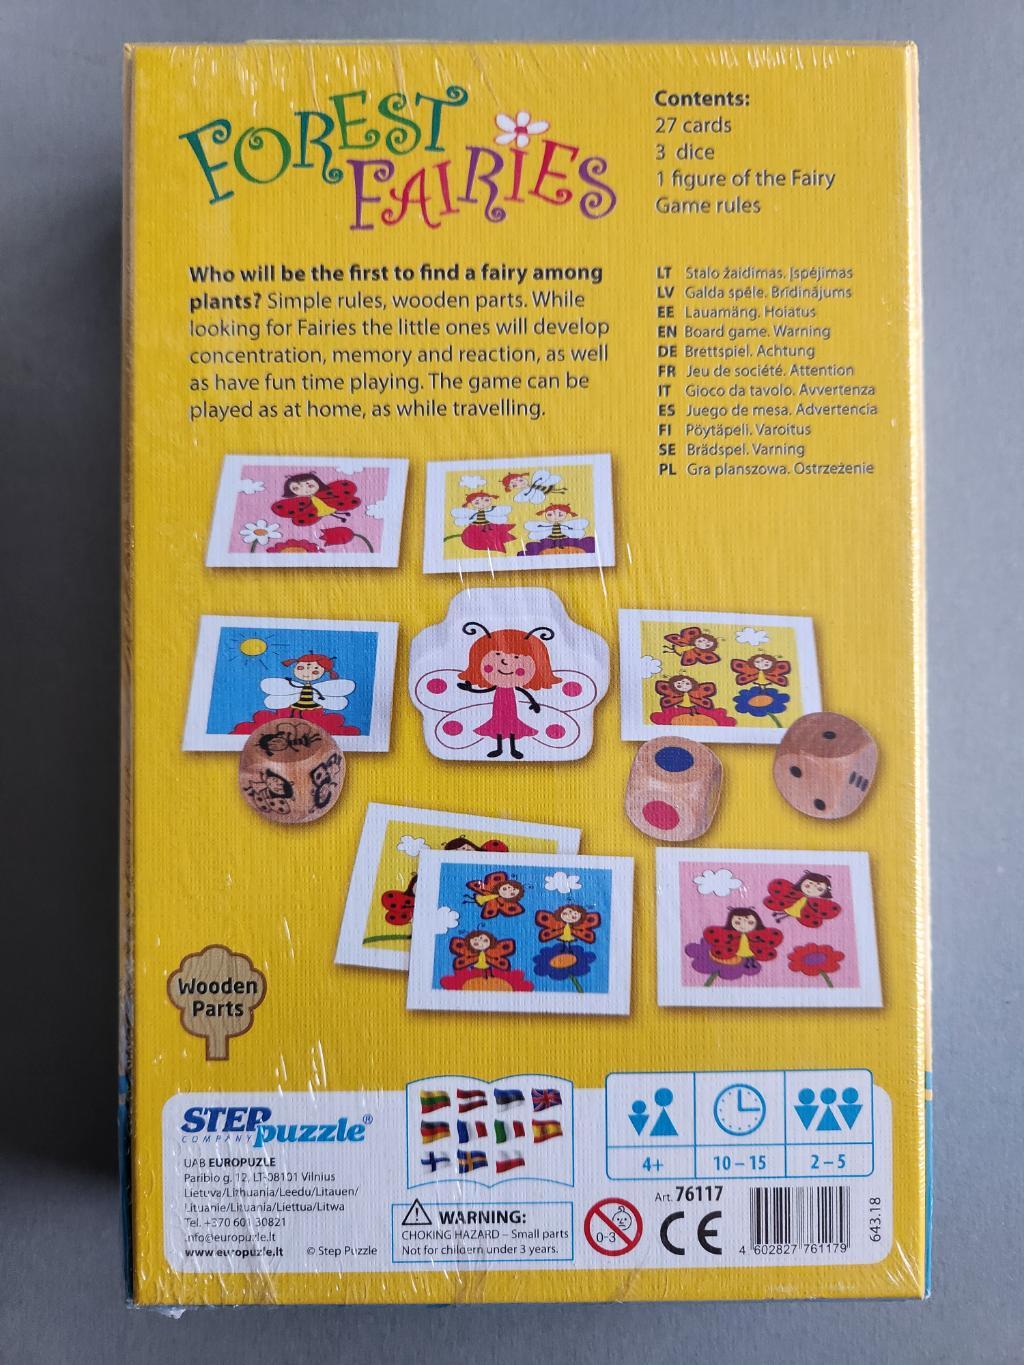 FOREST
FAIRIES
Contents:
27 cards
3 dice
1 figure of the Fairy
Game rules
Who will be the first to find a fairy among
plants? Simple rules, wooden parts. While
looking for Fairies the little ones will develop
concentration, memory and reaction, as well
as have fun time playing. The game can be
played as at home, as while travelling.
LT Stalo žaidimas. Įspėjimas
LV Galda spēle. Brīdinājums
EE Lauamäng. Hoiatus
EN Board game. Warning
DE Brettspiel. Achtung
FR Jeu de société. Attention
IT Gioco da tavolo. Avvertenza
ES Juego de mesa. Advertencia
FI Pöytäpeli. Varoitus
SE Brädspel. Varning
PL Gra planszowa. Ostrzeżenie
Wooden
Parts
STEP puzzle®
COMPANY
UAB EUROPUZLE
Panbio g. 12, LT-08101 Vilnius
Lietuva/Lithuania/Leedu/Litauen/
Lituanie/Lituania/Liettua/Litwa
Tel. +370 601 30821
info@europuzle.lt
www.europuzle.lt © Step Puzzle
WARNING:
CHOKING HAZARD – Small parts
Not for childern under 3 years.
0-3
4+
10 – 15
2 – 5
Art. 76117
CE
4 602827 761179
643.18